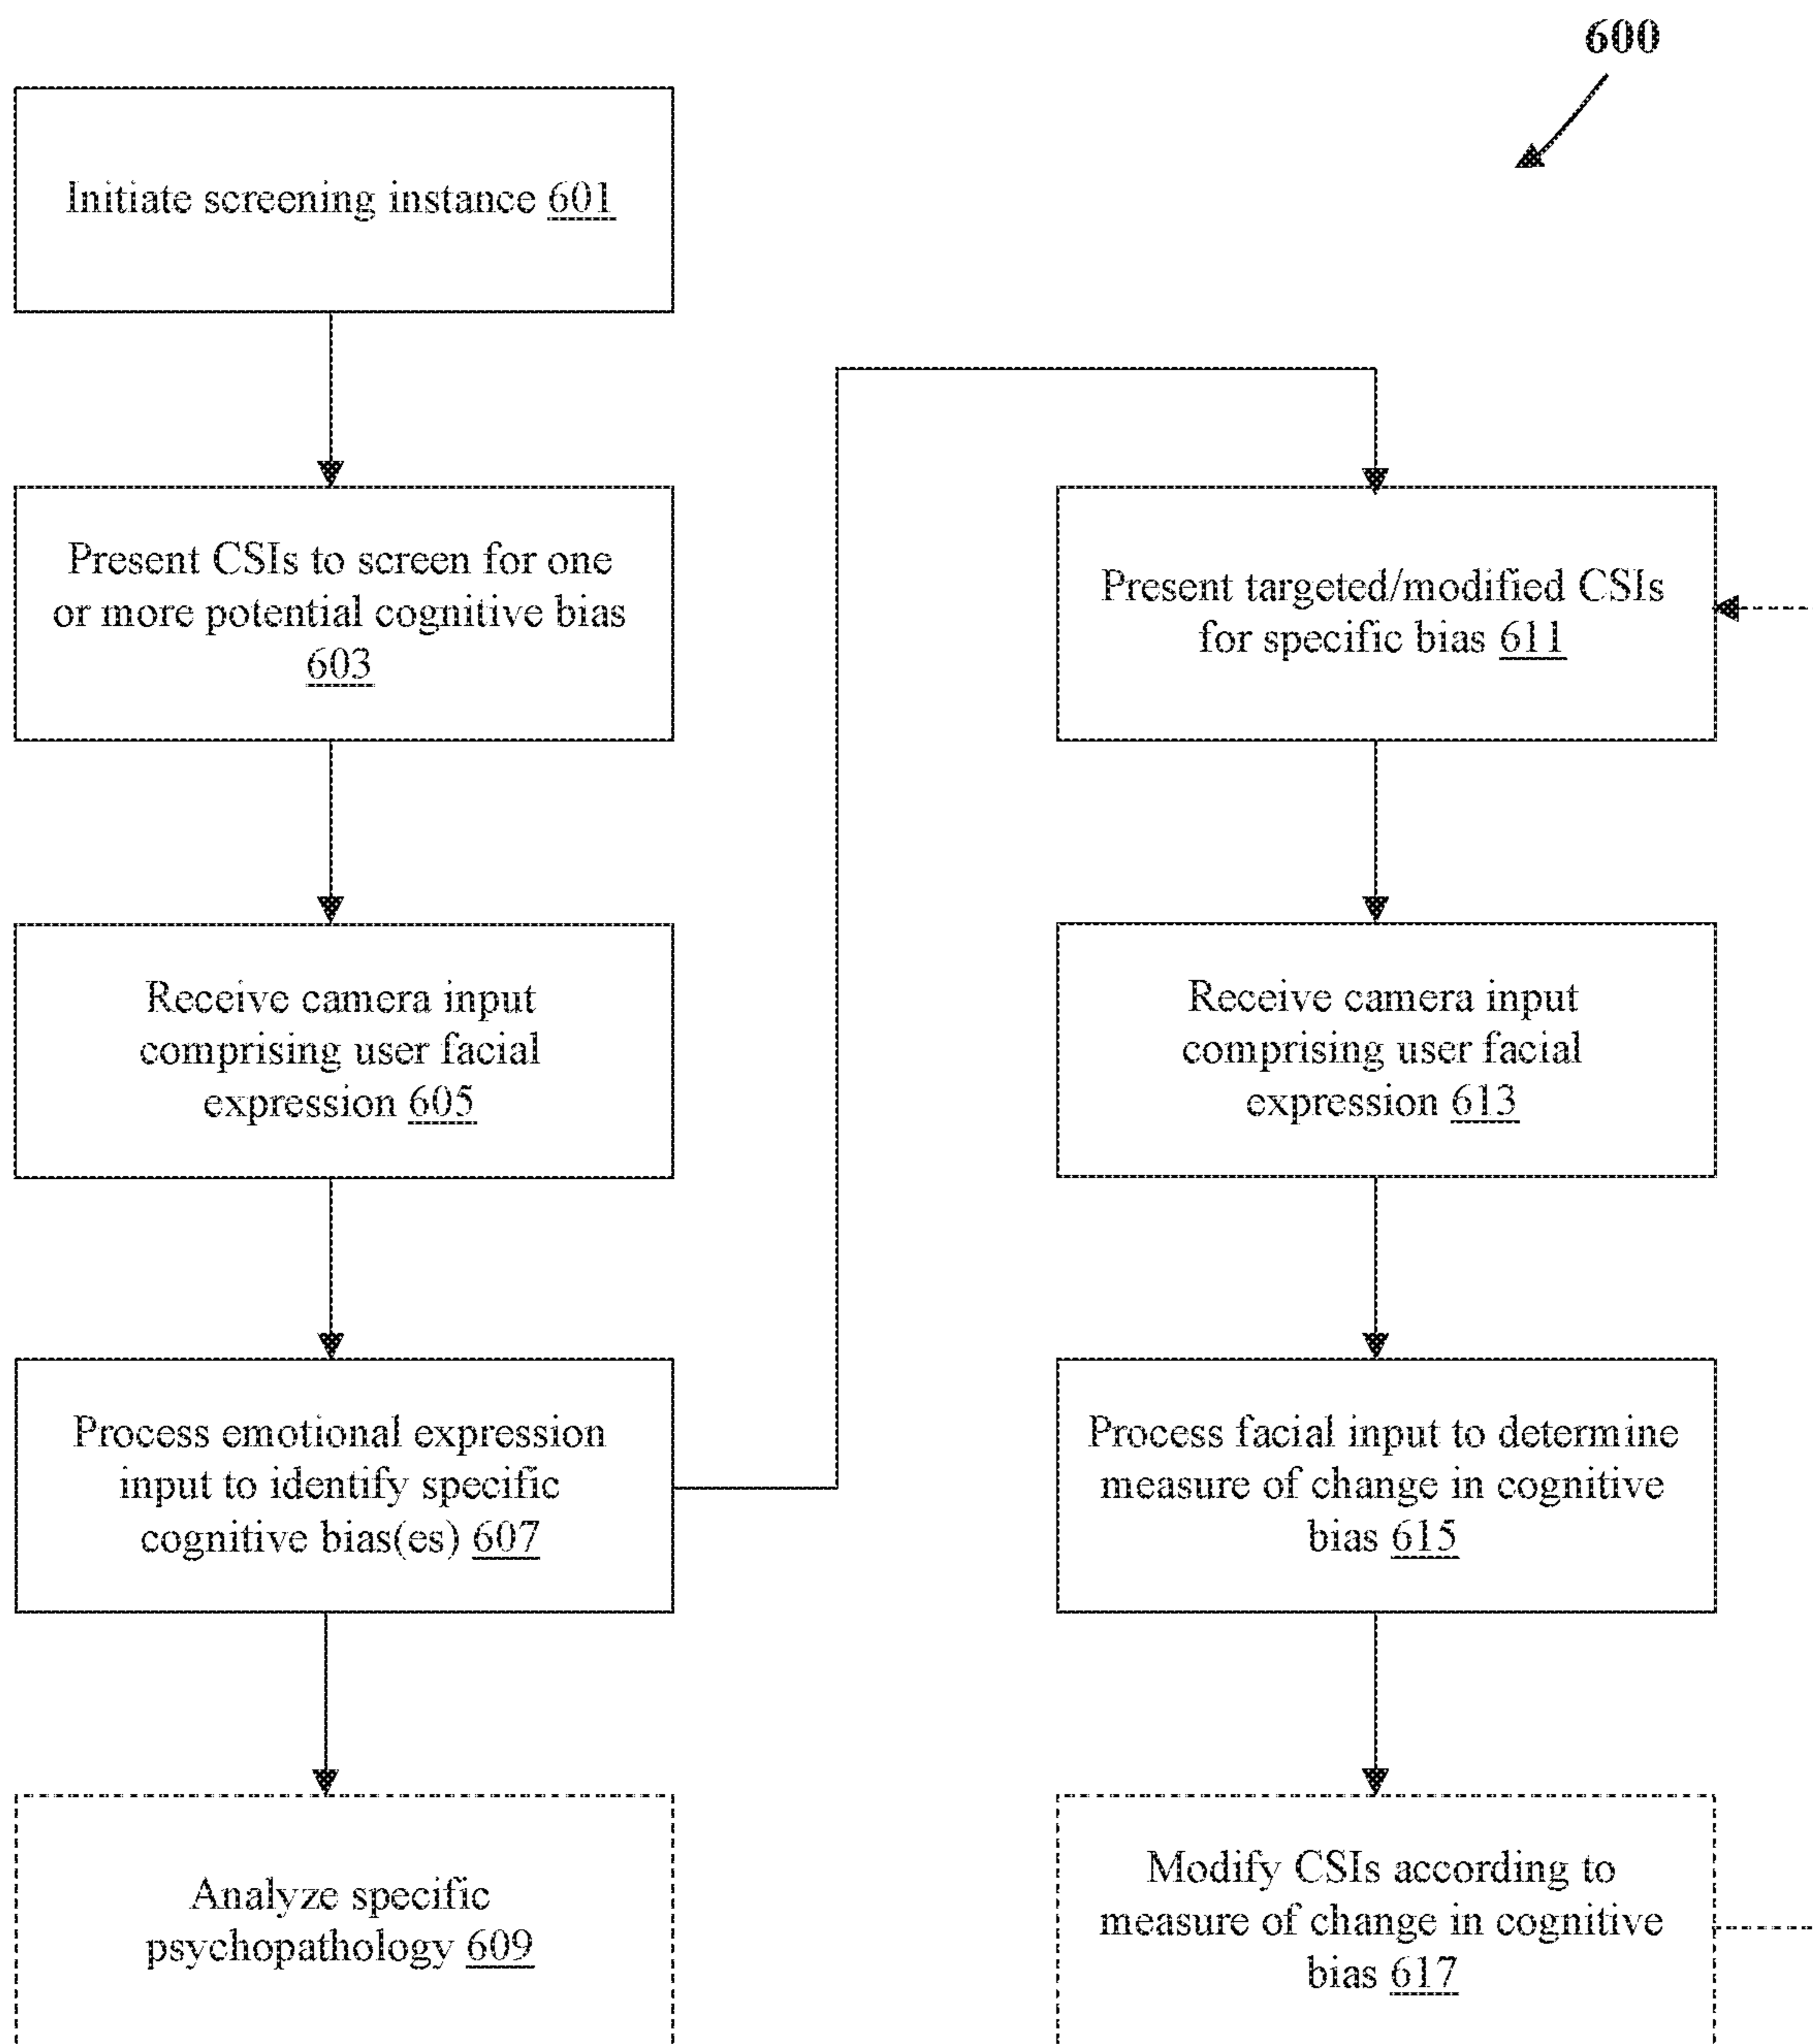 600
Initiate screening instance 601
Present CSIs to screen for one
or more potential cognitive bias
603
Receive camera input
comprising user facial
expression 605
Process emotional expression
input to identify specific
cognitive bias(es) 607
Analyze specific
psychopathology 609
Present targeted/modified CSIs
for specific bias 611
Receive camera input
comprising user facial
expression 613
Process facial input to determine
measure of change in cognitive
bias 615
Modify CSIs according to
measure of change in cognitive
bias 617